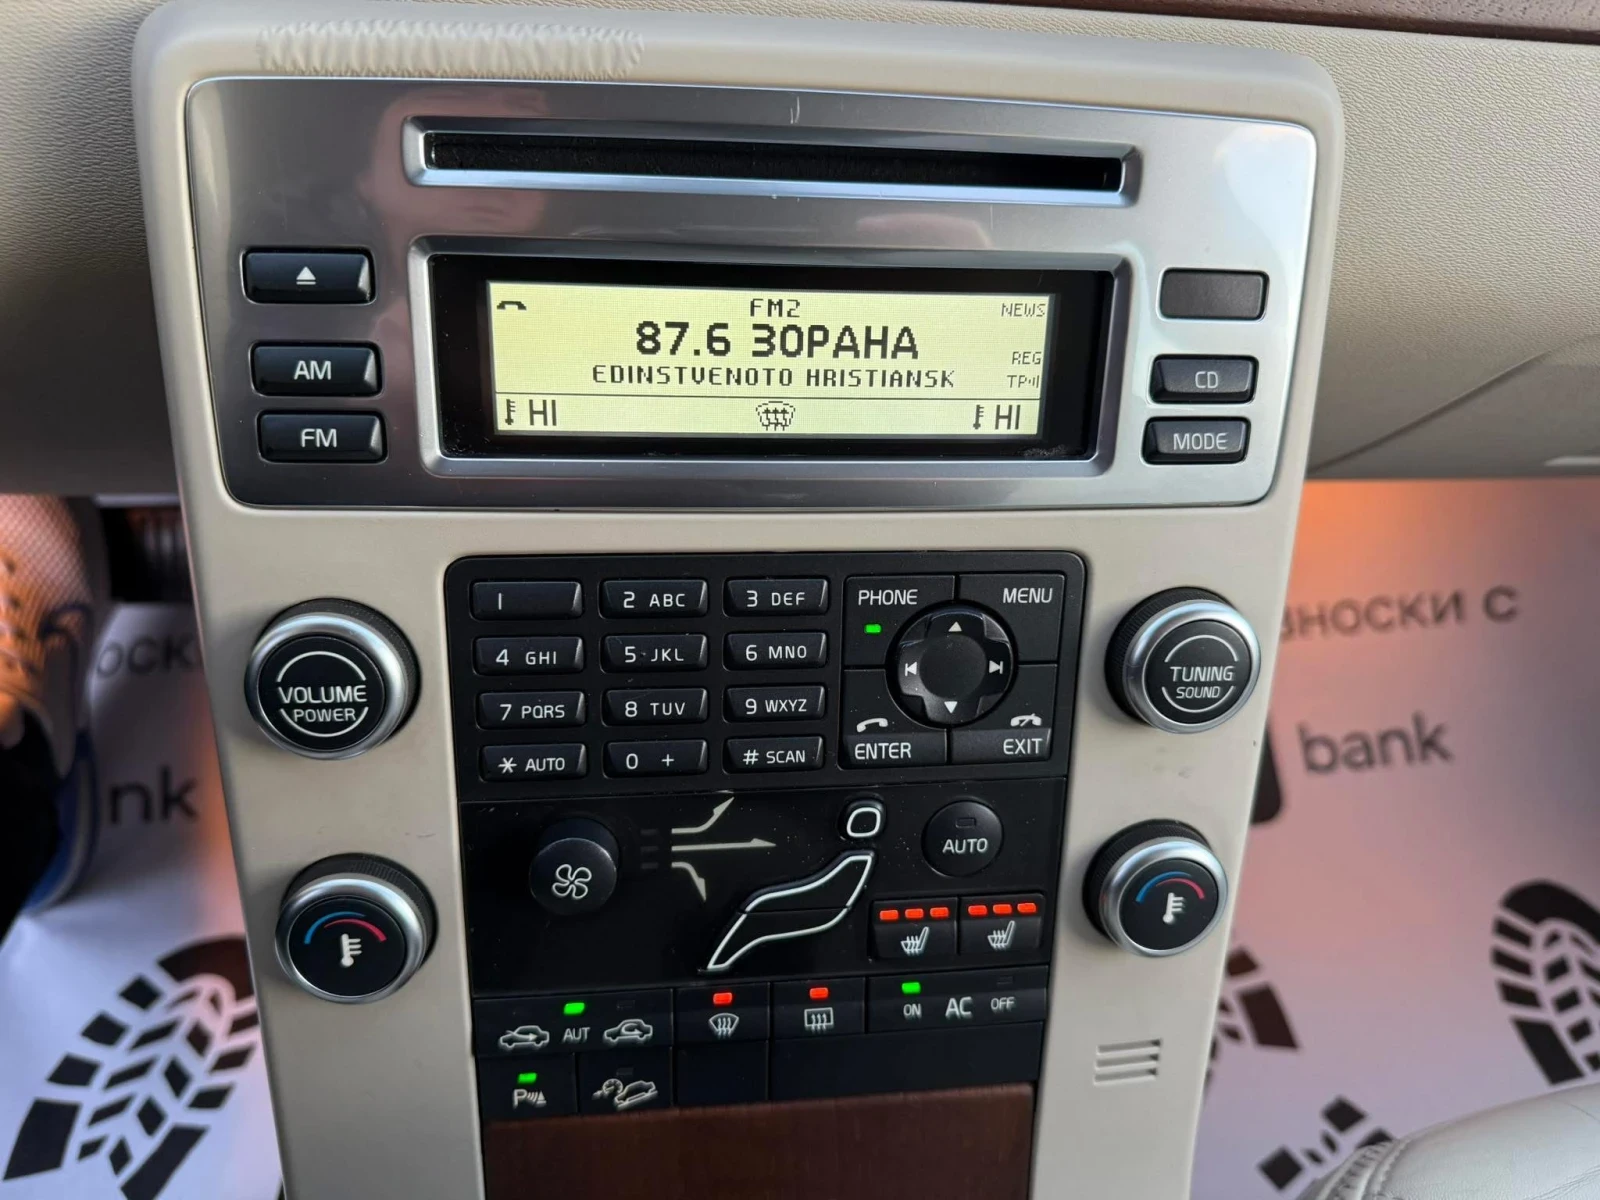 FM2
NEWS
87.6 ЗОРАНА
REG
EDINSTVENOTO HRISTIANSK
TP
HI
HI
AM
FM
CD
MODE
1
2 ABC
3 DEF
4 GHI
5 JKL
6 MNO
7 PQRS
8 TUV
9 WXYZ
* AUTO
0 +
# SCAN
PHONE
MENU
ENTER
EXIT
VOLUME
POWER
TUNING
SOUND
AUTO
AUT
ON AC OFF
P
ВНОСКИ С
bank
nk